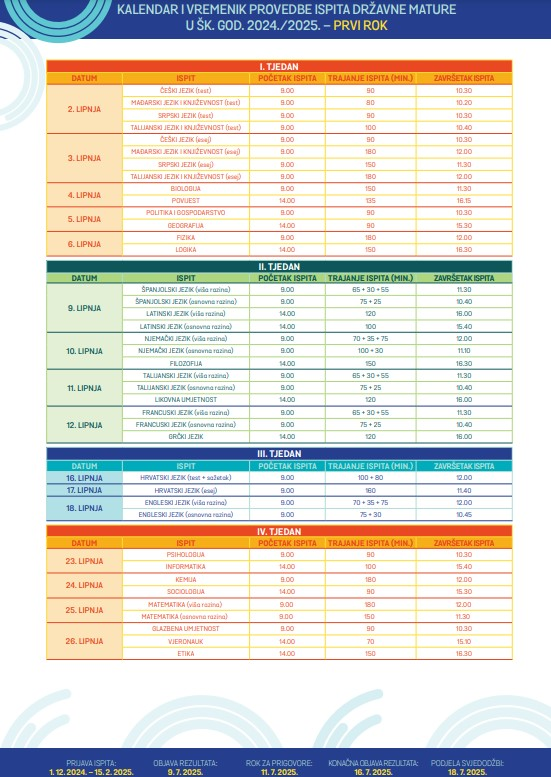 KALENDAR I VREMENIK PROVEDBE ISPITA DRŽAVNE MATURE
U ŠK. GOD. 2024./2025. – PRVI ROK
I. TJEDAN
DATUM ISPIT POČETAK ISPITA TRAJANJE ISPITA (MIN.) ZAVRŠETAK ISPITA
2. LIPNJA
ČEŠKI JEZIK (test) 9.00 90 10.30
MAĐARSKI JEZIK I KNJIŽEVNOST (test) 9.00 80 10.20
SRPSKI JEZIK (test) 9.00 90 10.30
TALIJANSKI JEZIK I KNJIŽEVNOST (test) 9.00 100 10.40
3. LIPNJA
ČEŠKI JEZIK (esej) 9.00 90 10.30
MAĐARSKI JEZIK I KNJIŽEVNOST (esej) 9.00 180 12.00
SRPSKI JEZIK (esej) 9.00 150 11.30
TALIJANSKI JEZIK I KNJIŽEVNOST (esej) 9.00 180 12.00
4. LIPNJA
BIOLOGIJA 9.00 150 11.30
POVIJEST 14.00 135 16.15
5. LIPNJA
POLITIKA I GOSPODARSTVO 9.00 90 10.30
GEOGRAFIJA 14.00 90 15.30
6. LIPNJA
FIZIKA 9.00 180 12.00
LOGIKA 14.00 150 16.30
II. TJEDAN
DATUM ISPIT POČETAK ISPITA TRAJANJE ISPITA (MIN.) ZAVRŠETAK ISPITA
9. LIPNJA
ŠPANJOLSKI JEZIK (viša razina) 9.00 65 + 30 + 55 11.30
ŠPANJOLSKI JEZIK (osnovna razina) 9.00 75 + 25 10.40
LATINSKI JEZIK (viša razina) 14.00 120 16.00
LATINSKI JEZIK (osnovna razina) 14.00 100 15.40
10. LIPNJA
NJEMAČKI JEZIK (viša razina) 9.00 70 + 35 + 75 12.00
NJEMAČKI JEZIK (osnovna razina) 9.00 100 + 30 11.10
FILOZOFIJA 14.00 150 16.30
11. LIPNJA
TALIJANSKI JEZIK (viša razina) 9.00 65 + 30 + 55 11.30
TALIJANSKI JEZIK (osnovna razina) 9.00 75 + 25 10.40
LIKOVNA UMJETNOST 14.00 120 16.00
12. LIPNJA
FRANCUSKI JEZIK (viša razina) 9.00 65 + 30 + 55 11.30
FRANCUSKI JEZIK (osnovna razina) 9.00 75 + 25 10.40
GRČKI JEZIK 14.00 120 16.00
III. TJEDAN
DATUM ISPIT POČETAK ISPITA TRAJANJE ISPITA (MIN.) ZAVRŠETAK ISPITA
16. LIPNJA HRVATSKI JEZIK (test + sažetak) 9.00 100 + 80 12.00
17. LIPNJA HRVATSKI JEZIK (esej) 9.00 160 11.40
18. LIPNJA
ENGLESKI JEZIK (viša razina) 9.00 70 + 35 + 75 12.00
ENGLESKI JEZIK (osnovna razina) 9.00 75 + 30 10.45
IV. TJEDAN
DATUM ISPIT POČETAK ISPITA TRAJANJE ISPITA (MIN.) ZAVRŠETAK ISPITA
23. LIPNJA
PSIHOLOGIJA 9.00 90 10.30
INFORMATIKA 14.00 100 15.40
24. LIPNJA
KEMIJA 9.00 180 12.00
SOCIOLOGIJA 14.00 90 15.30
25. LIPNJA
MATEMATIKA (viša razina) 9.00 180 12.00
MATEMATIKA (osnovna razina) 9.00 150 11.30
26. LIPNJA
GLAZBENA UMJETNOST 9.00 90 10.30
VJERONAUK 14.00 70 15.10
ETIKA 14.00 150 16.30
PRIJAVA ISPITA: OBJAVA REZULTATA: ROK ZA PRIGOVORE: KONAČNA OBJAVA REZULTATA: PODJELA SVJEDODŽBI:
1. 12. 2024. – 15. 2. 2025. 9. 7. 2025. 11. 7. 2025. 16. 7. 2025. 18. 7. 2025.